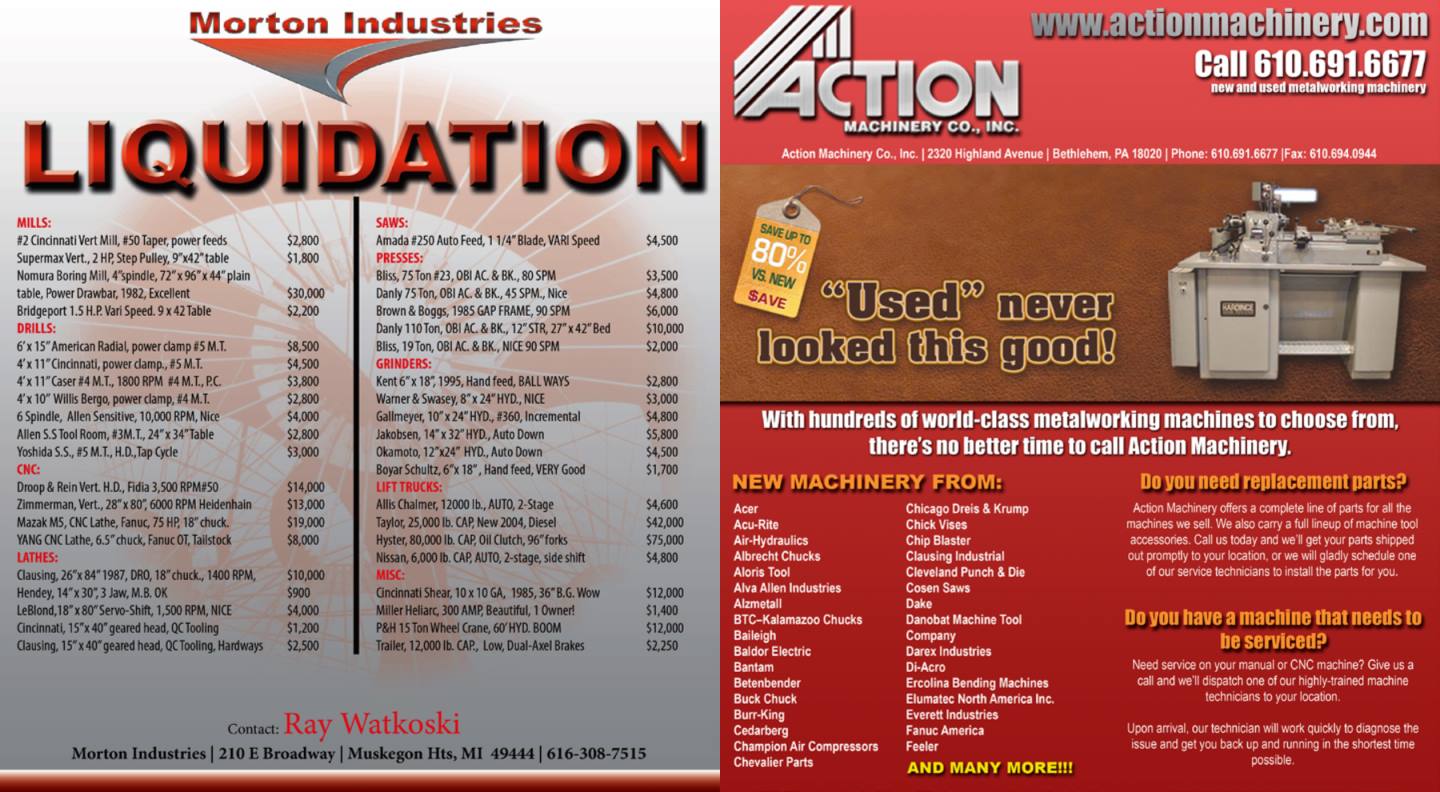 Morton Industries
LIQUIDATION
MILLS:
#2 Cincinnati Vert Mill, #50 Taper, power feeds $2,800
Supermax Vert., 2 HP, Step Pulley, 9"x42" table $1,800
Nomura Boring Mill, 4"spindle, 72" x 96" x 44" plain
table, Power Drawbar, 1982, Excellent $30,000
Bridgeport 1.5 H.P. Vari Speed. 9 x 42 Table $2,200
DRILLS:
6' x 15" American Radial, power clamp #5 M.T. $8,500
4' x 11" Cincinnati, power clamp., #5 M.T. $4,500
4' x 11" Caser #4 M.T., 1800 RPM #4 M.T., P.C. $3,800
4' x 10" Willis Bergo, power clamp, #4 M.T. $2,800
6 Spindle, Allen Sensitive, 10,000 RPM, Nice $4,000
Allen S.S Tool Room, #3M.T., 24" x 34" Table $2,800
Yoshida S.S., #5 M.T., H.D.,Tap Cycle $3,000
CNC:
Droop & Rein Vert. H.D., Fidia 3,500 RPM#50 $14,000
Zimmerman, Vert., 28" x 80", 6000 RPM Heidenhain $13,000
Mazak M5, CNC Lathe, Fanuc, 75 HP, 18" chuck. $19,000
YANG CNC Lathe, 6.5" chuck, Fanuc OT, Tailstock $8,000
LATHES:
Clausing, 26"x 84" 1987, DRO, 18" chuck., 1400 RPM, $10,000
Hendey, 14" x 30", 3 Jaw, M.B. OK $900
LeBlond,18" x 80" Servo-Shift, 1,500 RPM, NICE $4,000
Cincinnati, 15"x 40" geared head, QC Tooling $1,200
Clausing, 15" x 40" geared head, QC Tooling, Hardways $2,500
SAWS:
Amada #250 Auto Feed, 1 1/4" Blade, VARI Speed $4,500
PRESSES:
Bliss, 75 Ton #23, OBI AC. & BK., 80 SPM $3,500
Danly 75 Ton, OBI AC. & BK., 45 SPM., Nice $4,800
Brown & Boggs, 1985 GAP FRAME, 90 SPM $6,000
Danly 110 Ton, OBI AC. & BK., 12" STR, 27" x 42" Bed $10,000
Bliss, 19 Ton, OBI AC. & BK., NICE 90 SPM $2,000
GRINDERS:
Kent 6" x 18", 1995, Hand feed, BALL WAYS $2,800
Warner & Swasey, 8" x 24" HYD., NICE $3,000
Gallmeyer, 10" x 24" HYD., #360, Incremental $4,800
Jakobsen, 14" x 32" HYD., Auto Down $5,800
Okamoto, 12"x24" HYD., Auto Down $4,500
Boyar Schultz, 6"x 18", Hand feed, VERY Good $1,700
LIFT TRUCKS:
Allis Chalmer, 12000 lb., AUTO, 2-Stage $4,600
Taylor, 25,000 lb. CAP, New 2004, Diesel $42,000
Hyster, 80,000 lb. CAP, Oil Clutch, 96" forks $75,000
Nissan, 6,000 lb. CAP, AUTO, 2-stage, side shift $4,800
MISC:
Cincinnati Shear, 10 x 10 GA, 1985, 36" B.G. Wow $12,000
Miller Heliarc, 300 AMP, Beautiful, 1 Owner! $1,400
P&H 15 Ton Wheel Crane, 60' HYD. BOOM $12,000
Trailer, 12,000 lb. CAP., Low, Dual-Axel Brakes $2,250
Contact: Ray Watkoski
Morton Industries | 210 E Broadway | Muskegon Hts, MI 49444 | 616-308-7515
ACTION
MACHINERY CO., INC.
www.actionmachinery.com
Call 610.691.6677
new and used metalworking machinery
Action Machinery Co., Inc. | 2320 Highland Avenue | Bethlehem, PA 18020 | Phone: 610.691.6677 |Fax: 610.694.0944
SAVE UP TO
80%
VS. NEW
$AVE
"Used" never
looked this good!
HARDINGE
With hundreds of world-class metalworking machines to choose from,
there's no better time to call Action Machinery.
NEW MACHINERY FROM:
Acer
Acu-Rite
Air-Hydraulics
Albrecht Chucks
Aloris Tool
Alva Allen Industries
Alzmetall
BTC–Kalamazoo Chucks
Baileigh
Baldor Electric
Bantam
Betenbender
Buck Chuck
Burr-King
Cedarberg
Champion Air Compressors
Chevalier Parts
Chicago Dreis & Krump
Chick Vises
Chip Blaster
Clausing Industrial
Cleveland Punch & Die
Cosen Saws
Dake
Danobat Machine Tool
Company
Darex Industries
Di-Acro
Ercolina Bending Machines
Elumatec North America Inc.
Everett Industries
Fanuc America
Feeler
AND MANY MORE!!!
Do you need replacement parts?
Action Machinery offers a complete line of parts for all the
machines we sell. We also carry a full lineup of machine tool
accessories. Call us today and we'll get your parts shipped
out promptly to your location, or we will gladly schedule one
of our service technicians to install the parts for you.
Do you have a machine that needs to
be serviced?
Need service on your manual or CNC machine? Give us a
call and we'll dispatch one of our highly-trained machine
technicians to your location.
Upon arrival, our technician will work quickly to diagnose the
issue and get you back up and running in the shortest time
possible.